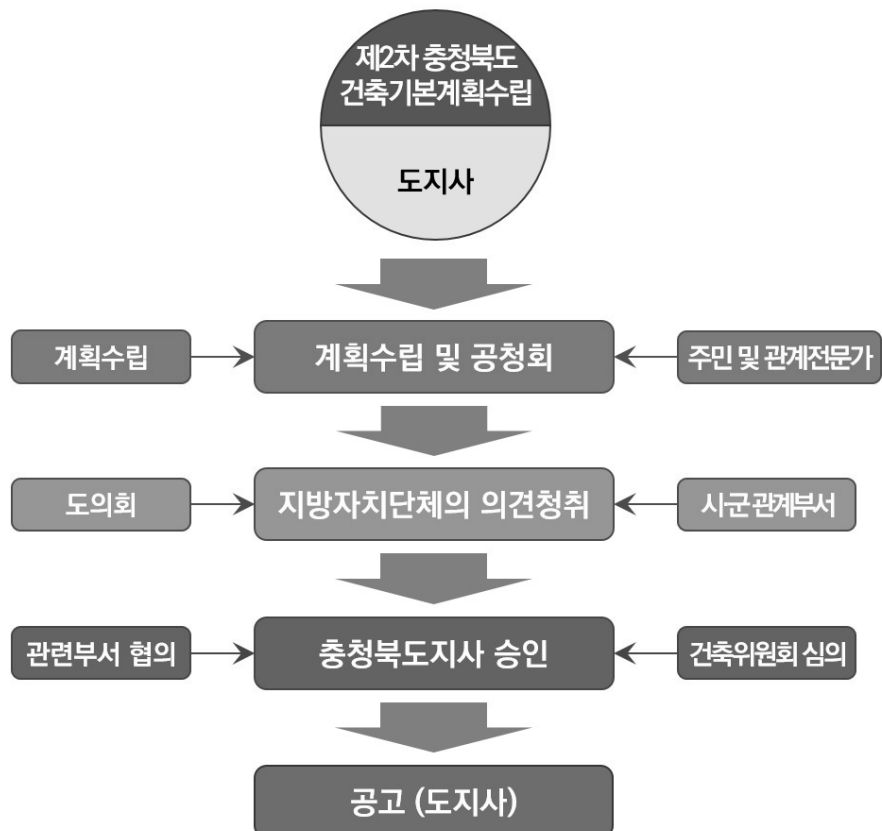 제2차 충청북도
건축기본계획수립
도지사
계획수립
계획수립 및 공청회
주민 및 관계전문가
도의회
지방자치단체의 의견청취
시·군 관계부서
관련부서 협의
충청북도지사 승인
건축위원회 심의
공고 (도지사)